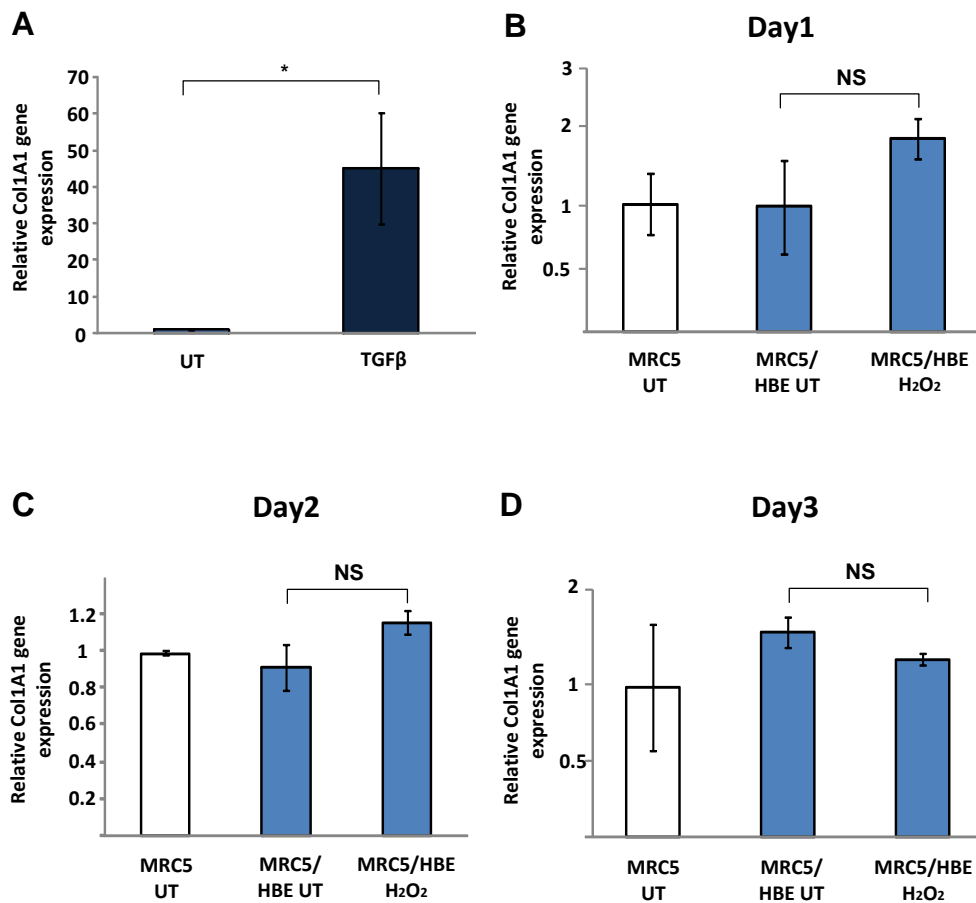 A
Relative Col1A1 gene
expression
70
60
50
40
30
20
10
0
*
UT
TGFβ
B
Day1
Relative Col1A1 gene
expression
3
2
1
0.5
NS
MRC5
UT
MRC5/
HBE UT
MRC5/HBE
H₂O₂
C
Day2
Relative Col1A1 gene
expression
1.2
1
0.8
0.6
0.4
0.2
NS
MRC5
UT
MRC5/
HBE UT
MRC5/HBE
H₂O₂
D
Day3
Relative Col1A1 gene
expression
2
1
0.5
NS
MRC5
UT
MRC5/
HBE UT
MRC5/HBE
H₂O₂